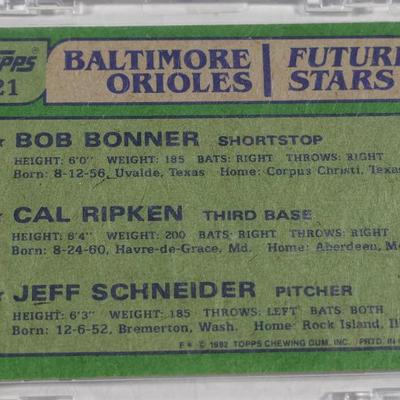 TOPPS
21
BALTIMORE ORIOLES
FUTURE STARS
BOB BONNER SHORTSTOP
HEIGHT: 6'0" WEIGHT: 185 BATS: RIGHT THROWS: RIGHT
Born: 8-12-56, Uvalde, Texas Home: Corpus Christi, Texas
CAL RIPKEN THIRD BASE
HEIGHT: 6'4" WEIGHT: 200 BATS: RIGHT THROWS: RIGHT
Born: 8-24-60, Havre-de-Grace, Md. Home: Aberdeen, M
JEFF SCHNEIDER PITCHER
HEIGHT: 6'3" WEIGHT: 185 THROWS: LEFT BATS: BOTH
Born: 12-6-52, Bremerton, Wash. Home: Rock Island, Il
F* © 1982 TOPPS CHEWING GUM, INC. PRTD. IN